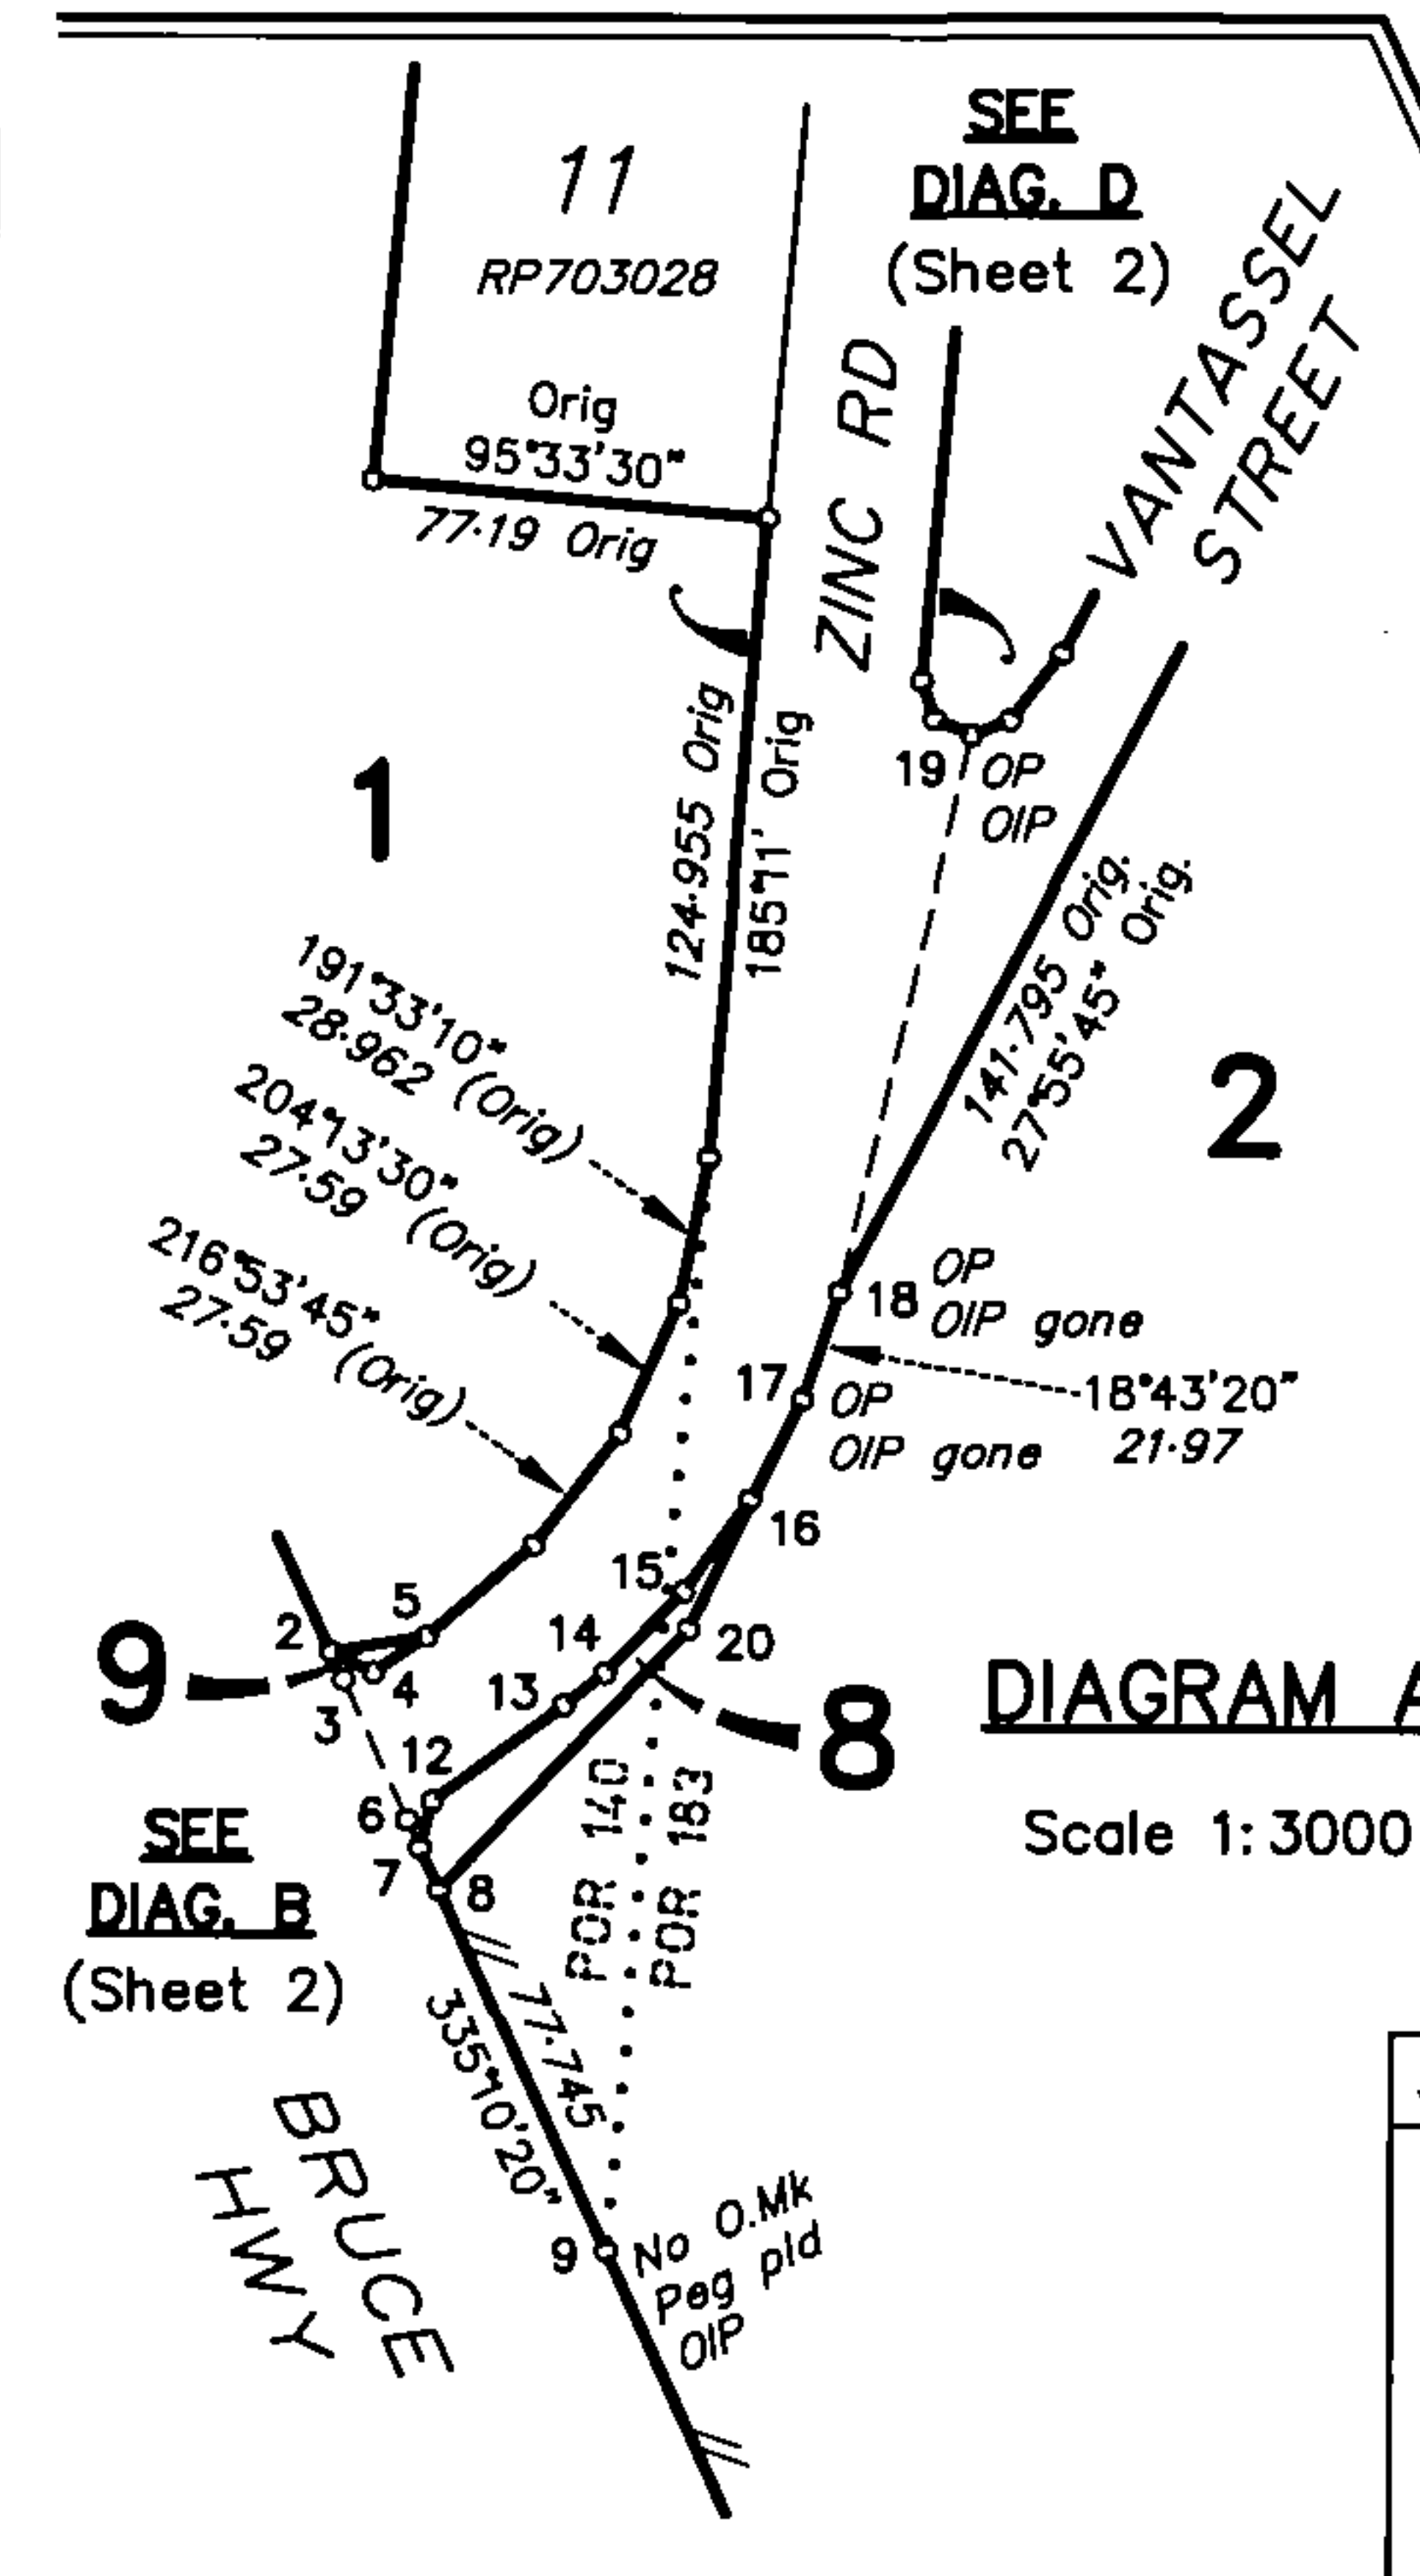 SEE
DIAG. D
(Sheet 2)
11
RP703028
Orig
95°33'30"
77·19 Orig
ZINC RD
VANTASSEL
STREET
19
OP
OIP
1
124·955 Orig
185°11' Orig
141·795 Orig.
27°55'45" Orig.
2
191°33'10"
28·962 (Orig)
204°13'30"
27·59 (Orig)
216°53'45"
27·59 (Orig)
18
OP
OIP gone
17
OP
OIP gone
18°43'20"
21·97
16
15
5
2
14
20
9
4
13
3
8
DIAGRAM A
12
6
Scale 1:3000
SEE
DIAG. B
(Sheet 2)
7
8
POR 140
POR 183
77·745
335°10'20"
BRUCE
HWY
9
No O.Mk
Peg pld
OIP